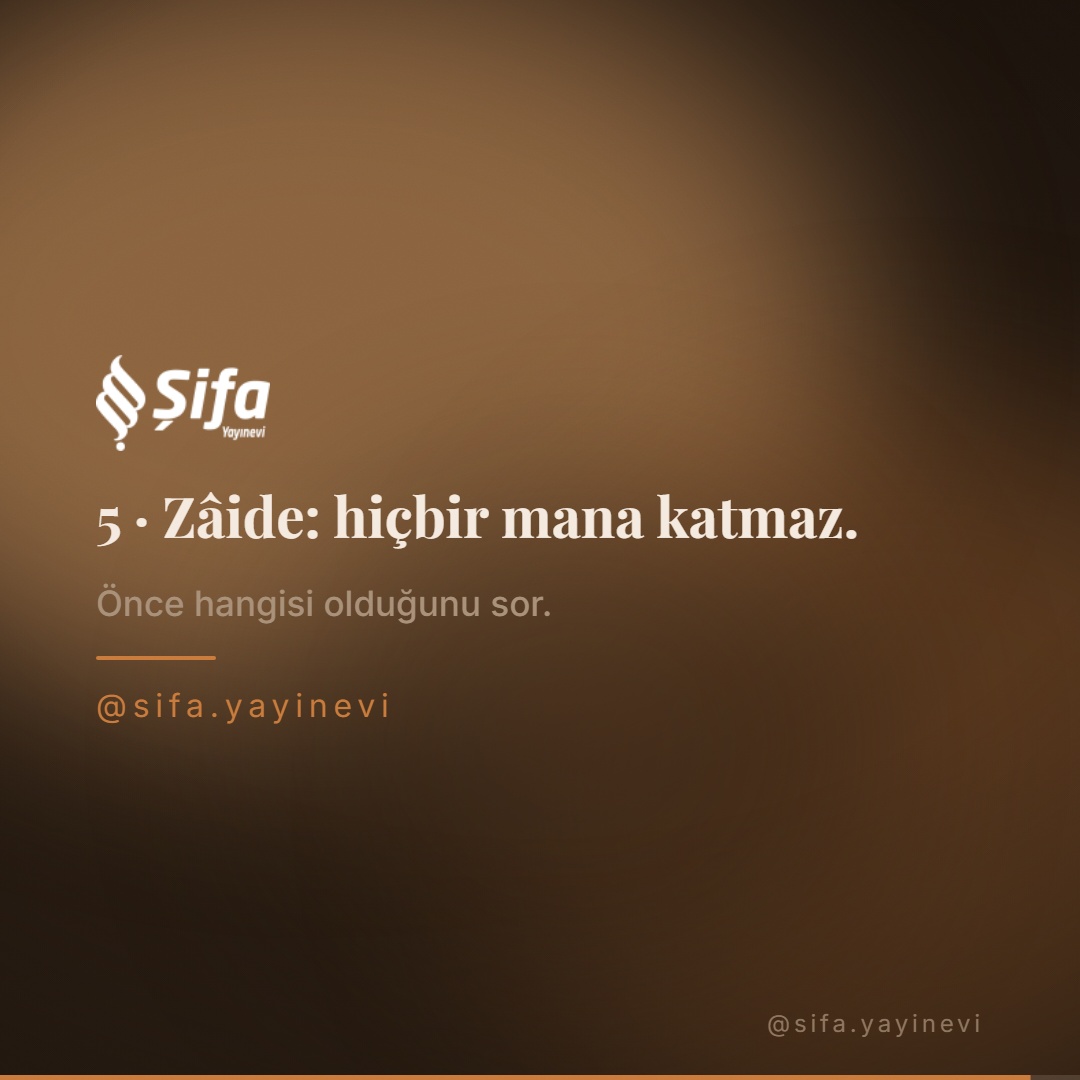 Şifa
Yayınevi
5 · Zâide: hiçbir mana katmaz.
Önce hangisi olduğunu sor.
@sifa.yayinevi
@sifa.yayinevi